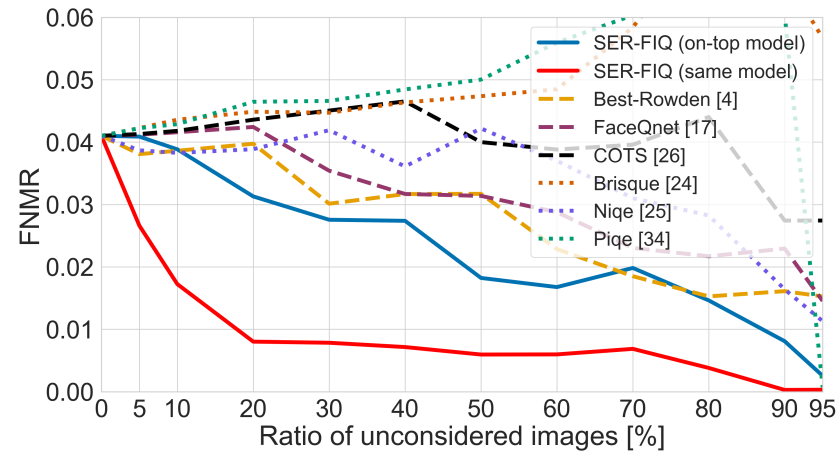 0.06
0.05
0.04
0.03
0.02
0.01
0.00
FNMR
SER-FIQ (on-top model)
SER-FIQ (same model)
Best-Rowden [4]
FaceQnet [17]
COTS [26]
Brisque [24]
Niqe [25]
Piqe [34]
0 5 10 20 30 40 50 60 70 80 90 95
Ratio of unconsidered images [%]